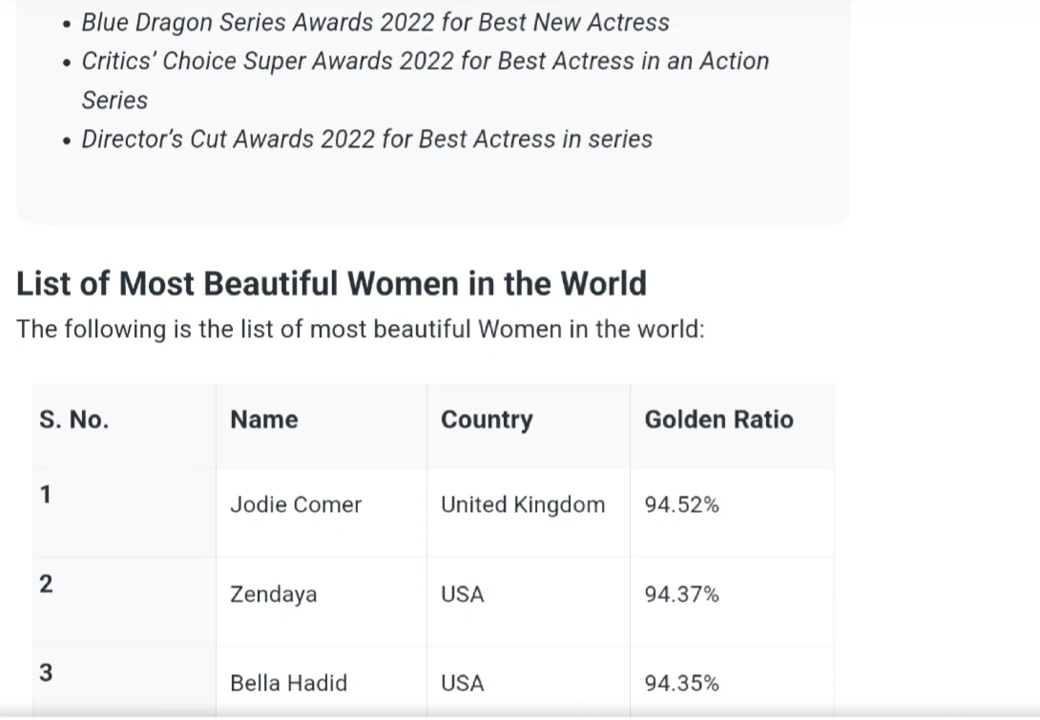 • Blue Dragon Series Awards 2022 for Best New Actress
• Critics' Choice Super Awards 2022 for Best Actress in an Action
Series
• Director's Cut Awards 2022 for Best Actress in series
List of Most Beautiful Women in the World
The following is the list of most beautiful Women in the world:
S. No. Name Country Golden Ratio
1 Jodie Comer United Kingdom 94.52%
2 Zendaya USA 94.37%
3 Bella Hadid USA 94.35%